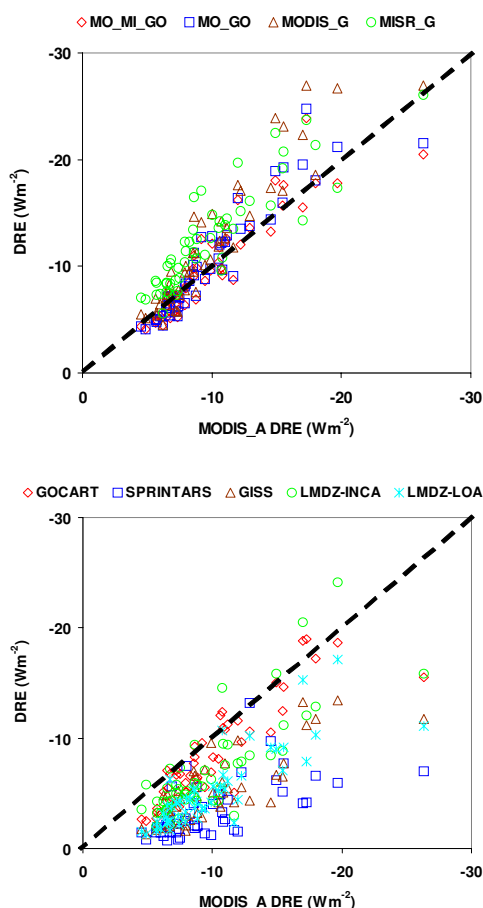 MO_MI_GO MO_GO MODIS_G MISR_G
-30
-20
-10
0
DRE (Wm-2)
0 -10 -20 -30
MODIS_A DRE (Wm-2)
GOCART SPRINTARS GISS LMDZ-INCA LMDZ-LOA
-30
-20
-10
0
DRE (Wm-2)
0 -10 -20 -30
MODIS_A DRE (Wm-2)